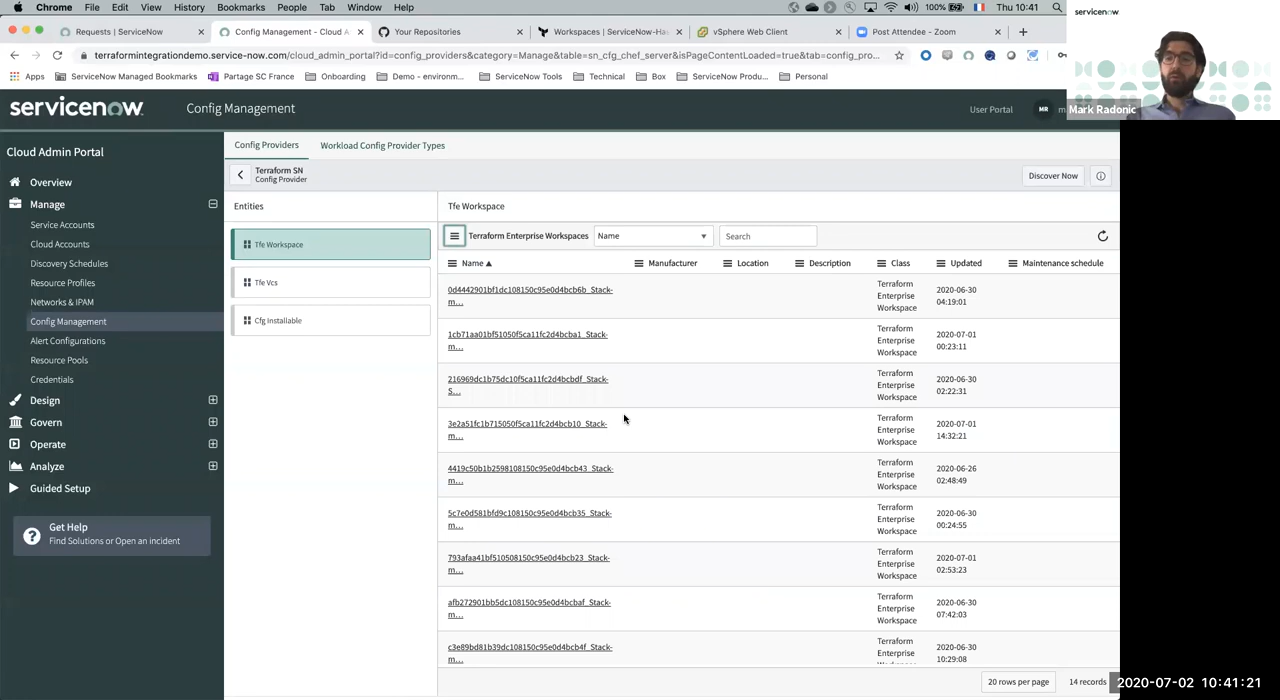 Chrome File Edit View History Bookmarks People Tab Window Help
100% Thu 10:41
Requests | ServiceNow
Config Management - Cloud A
Your Repositories
Workspaces | ServiceNow-Ha
vSphere Web Client
Post Attendee - Zoom
terraformintegrationdemo.service-now.com/cloud_admin_portal?id=config_providers&category=Manage&table=sn_cfg_chef_server&isPageContentLoaded=true&tab=config_pro...
Apps ServiceNow Managed Bookmarks Partage SC France Onboarding Demo - environm... ServiceNow Tools Technical Box ServiceNow Produ... Personal
servicenow
Mark Radonic
servicenow
Config Management
User Portal
MR
Cloud Admin Portal
Overview
Manage
Service Accounts
Cloud Accounts
Discovery Schedules
Resource Profiles
Networks & IPAM
Config Management
Alert Configurations
Resource Pools
Credentials
Design
Govern
Operate
Analyze
Guided Setup
Get Help
Find Solutions or Open an incident
Config Providers Workload Config Provider Types
Terraform SN
Config Provider
Discover Now
Entities
Tfe Workspace
Tfe Vcs
Cfg Installable
Tfe Workspace
Terraform Enterprise Workspaces Name Search
Name Manufacturer Location Description Class Updated Maintenance schedule
0d4442901bf1dc108150c95e0d4bcb6b_Stack-
m...
Terraform
Enterprise
Workspace
2020-06-30
04:19:01
1cb71aa01bf51050f5ca11fc2d4bcba1_Stack-
m...
Terraform
Enterprise
Workspace
2020-07-01
00:23:11
216969dc1b75dc10f5ca11fc2d4bcbdf_Stack-
S...
Terraform
Enterprise
Workspace
2020-06-30
02:22:31
3e2a51fc1b715050f5ca11fc2d4bcb10_Stack-
m...
Terraform
Enterprise
Workspace
2020-07-01
14:32:21
4419c50b1b2598108150c95e0d4bcb43_Stack-
m...
Terraform
Enterprise
Workspace
2020-06-26
02:48:49
5c7e0d581bfd9c108150c95e0d4bcb35_Stack-
m...
Terraform
Enterprise
Workspace
2020-06-30
00:24:55
793afaa41bf510508150c95e0d4bcb23_Stack-
m...
Terraform
Enterprise
Workspace
2020-07-01
02:53:23
afb272901bb5dc108150c95e0d4bcbaf_Stack-
m...
Terraform
Enterprise
Workspace
2020-06-30
07:42:03
c3e89bd81b39dc108150c95e0d4bcb4f_Stack-
m...
Terraform
Enterprise
2020-06-30
10:29:08
20 rows per page 14 records
2020-07-02 10:41:21